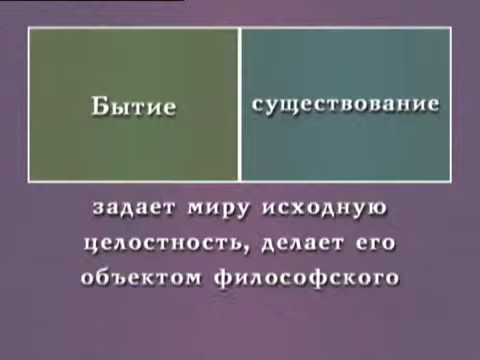 Бытие
существование
задает миру исходную
целостность, делает его
объектом философского